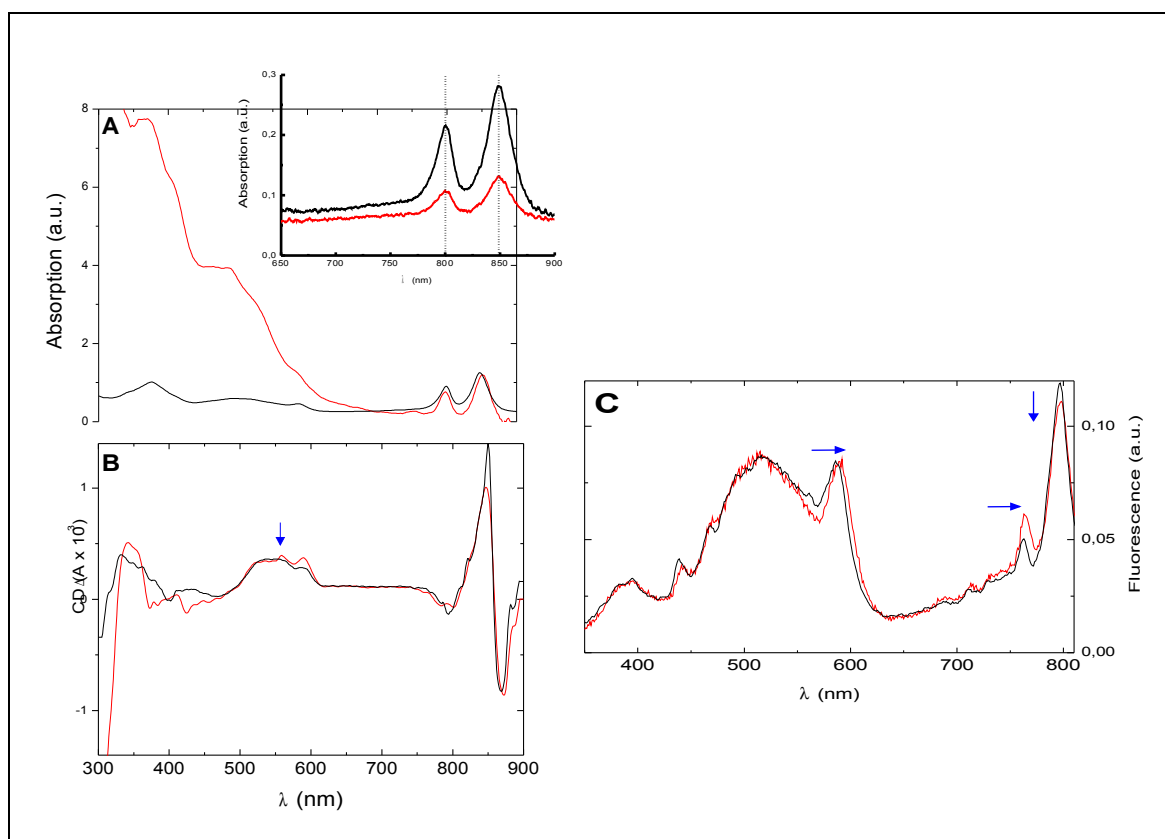 0,3
0,2
0,1
0,0
Absorption (a.u.)
650 700 750 800 850 900
λ (nm)
A
8
6
4
2
0
Absorption (a.u.)
B
1
0
-1
CD Δ(A x 10³)
300 400 500 600 700 800 900
λ (nm)
C
0,10
0,05
0,00
Fluorescence (a.u.)
400 500 600 700 800
λ (nm)